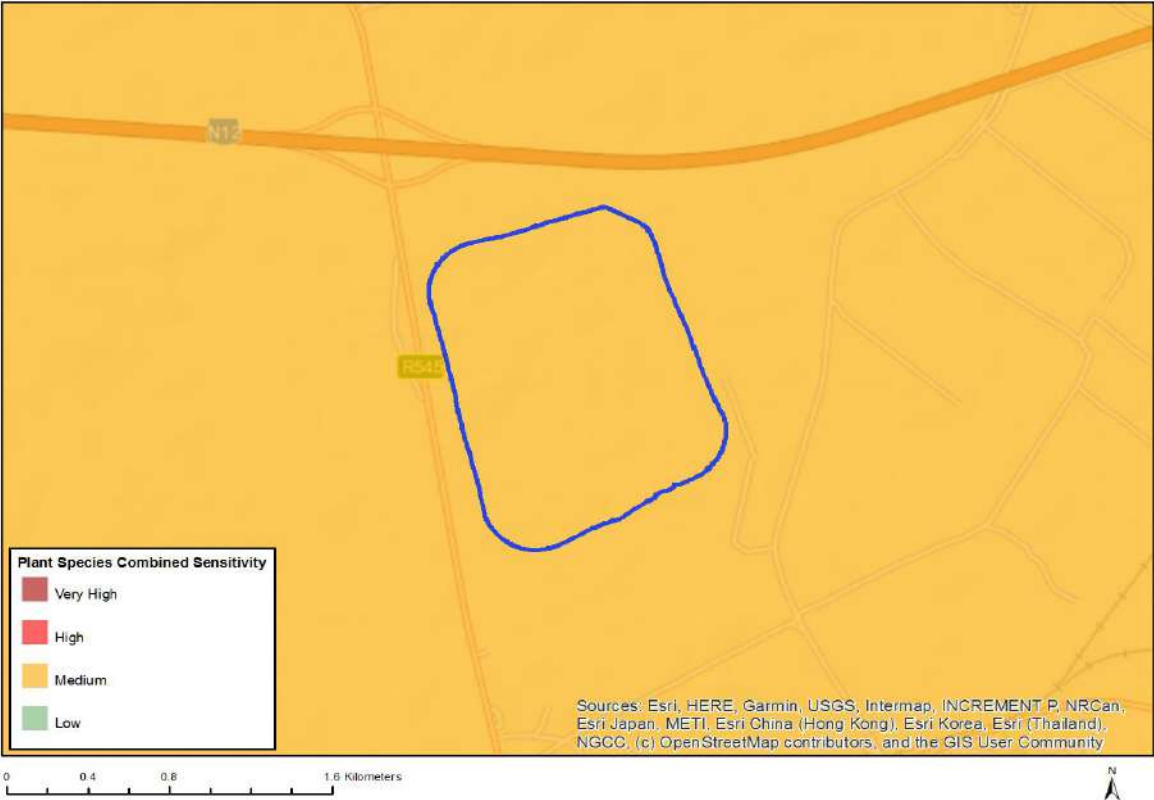 N12
R545
Plant Species Combined Sensitivity
Very High
High
Medium
Low
Sources: Esri, HERE, Garmin, USGS, Intermap, INCREMENT P, NRCan,
Esri Japan, METI, Esri China (Hong Kong), Esri Korea, Esri (Thailand),
NGCC, (c) OpenStreetMap contributors, and the GIS User Community
0 0.4 0.8 1.6 Kilometers
N